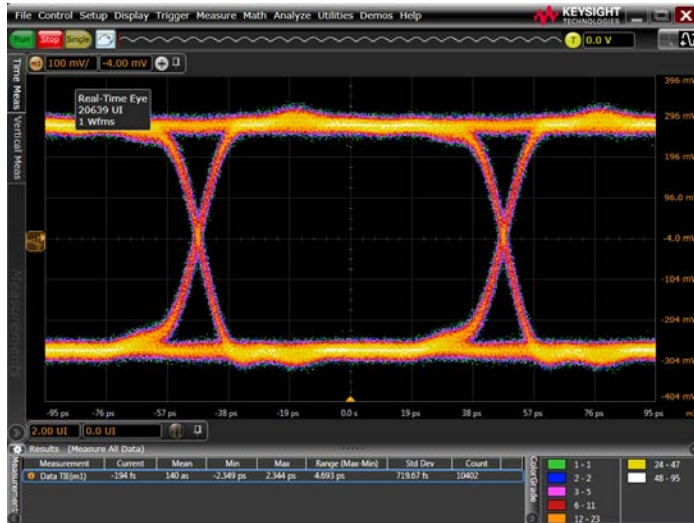 File Control Setup Display Trigger Measure Math Analyze Utilities Demos Help
KEYSIGHT
TECHNOLOGIES
Run Stop Single
T 0.0 V
m1 100 mV/ -4.00 mV
Time Meas
Vertical Meas
Measurements
Real-Time Eye
20639 UI
1 Wfms
396 mV
296 mV
196 mV
96.0 mV
-4.0 mV
-104 mV
-204 mV
-304 mV
-404 mV
-95 ps -76 ps -57 ps -38 ps -19 ps 0.0 s 19 ps 38 ps 57 ps 76 ps 95 ps
2.00 UI 0.0 UI
Results (Measure All Data)
Measurement Current Mean Min Max Range (Max-Min) Std Dev Count
Data TIE(m1) -194 fs 140 as -2.349 ps 2.344 ps 4.693 ps 719.67 fs 10402
Measurements
Color Grade
1 - 1
2 - 2
3 - 5
6 - 11
12 - 23
24 - 47
48 - 95